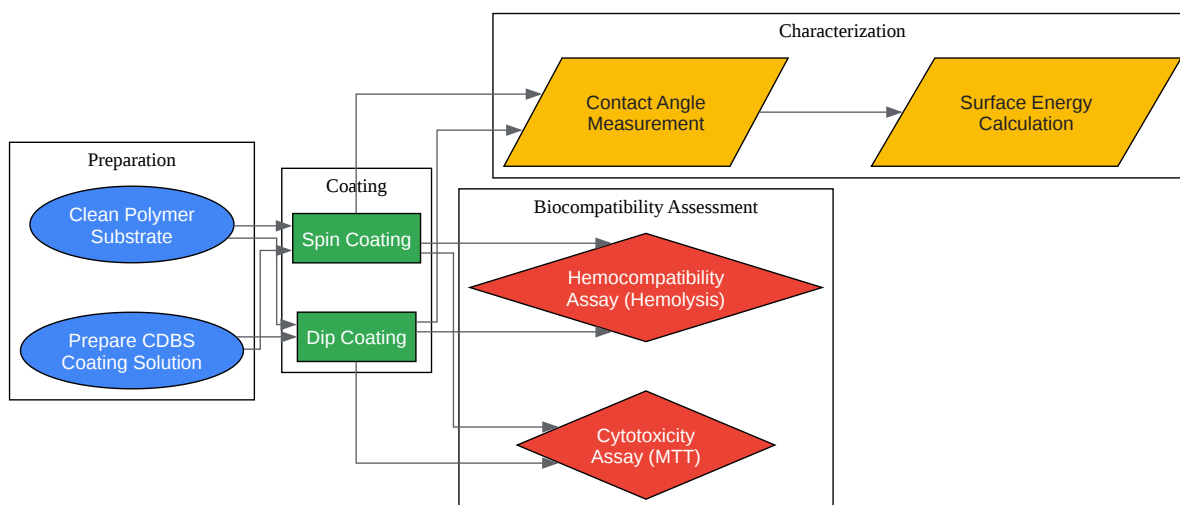 Preparation
Clean Polymer
Substrate
Prepare CDBS
Coating Solution
Coating
Spin Coating
Dip Coating
Characterization
Contact Angle
Measurement
Surface Energy
Calculation
Biocompatibility Assessment
Hemocompatibility
Assay (Hemolysis)
Cytotoxicity
Assay (MTT)